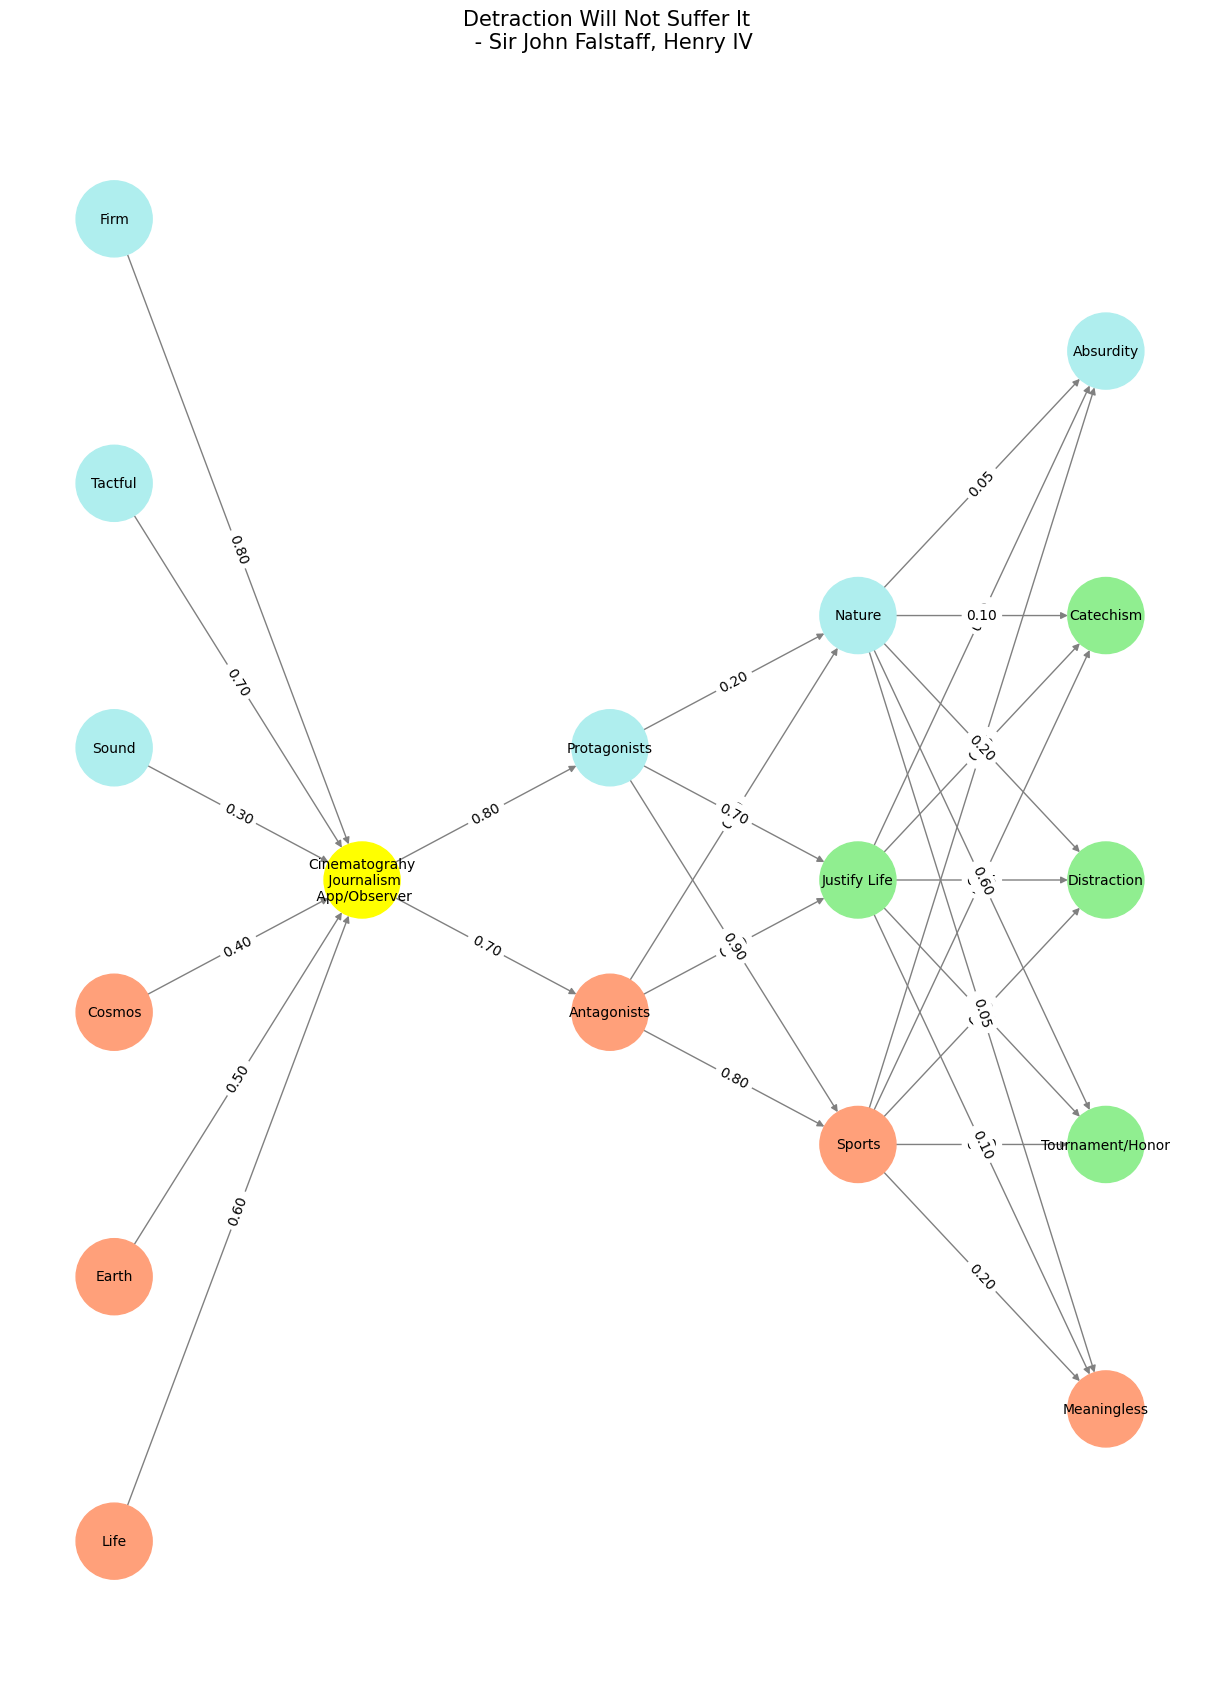 Detraction Will Not Suffer It
- Sir John Falstaff, Henry IV
Firm
Absurdity
Tactful
0.05
0.80
Nature
0.10
Catechism
0.70
0.20
Sound
Protagonists
0.20
0.30
0.80
0.70
Cinematograhy
Journalism
App/Observer
Justify Life
0.60
Distraction
0.40
0.70
0.90
Cosmos
Antagonists
0.05
0.50
0.80
Sports
0.10
Tournament/Honor
0.60
Earth
0.20
Meaningless
Life